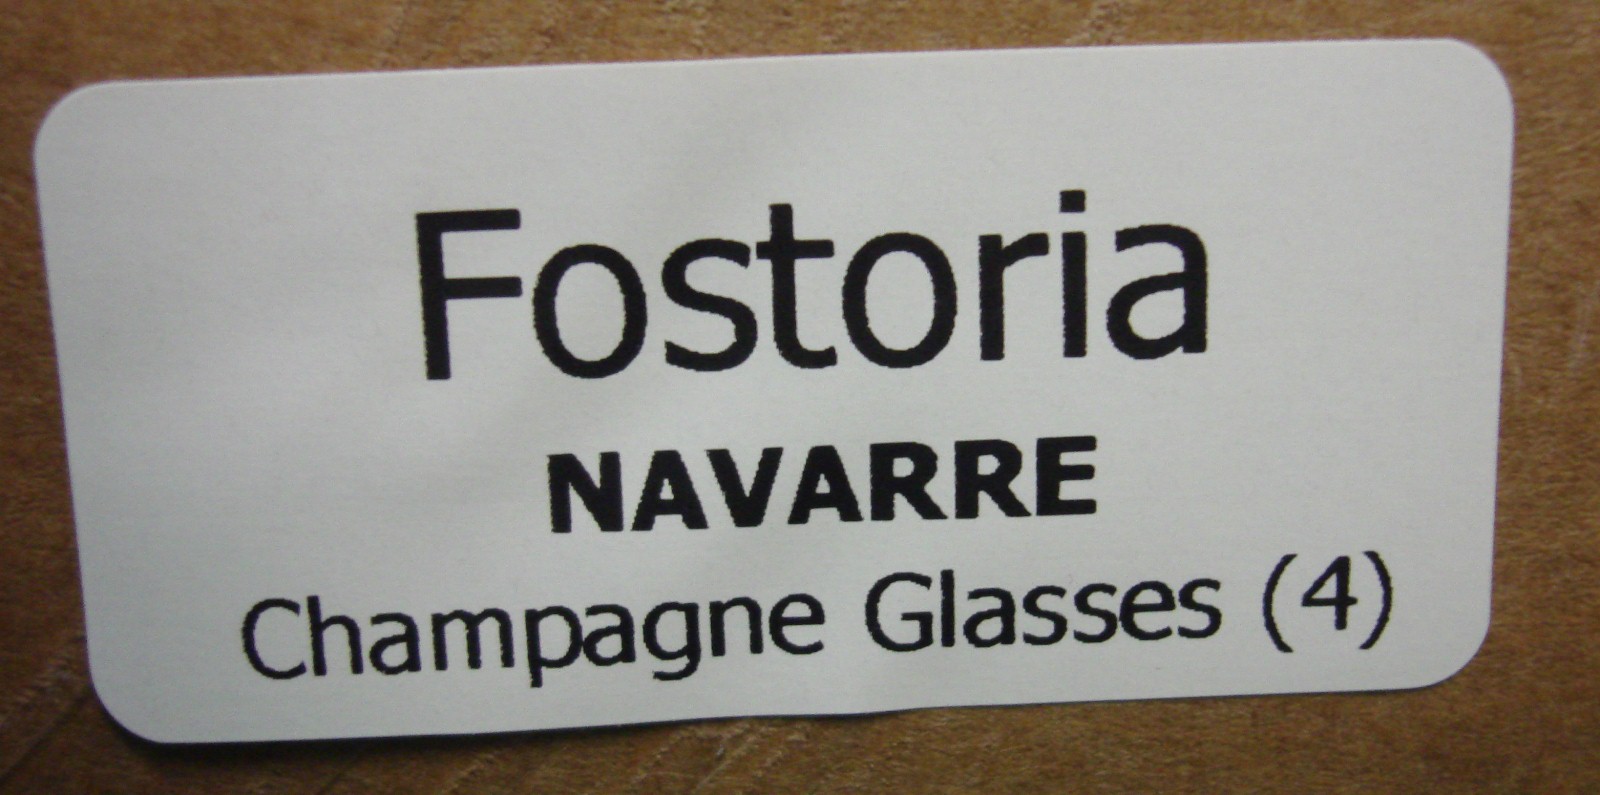 Fostoria
NAVARRE
Champagne Glasses (4)